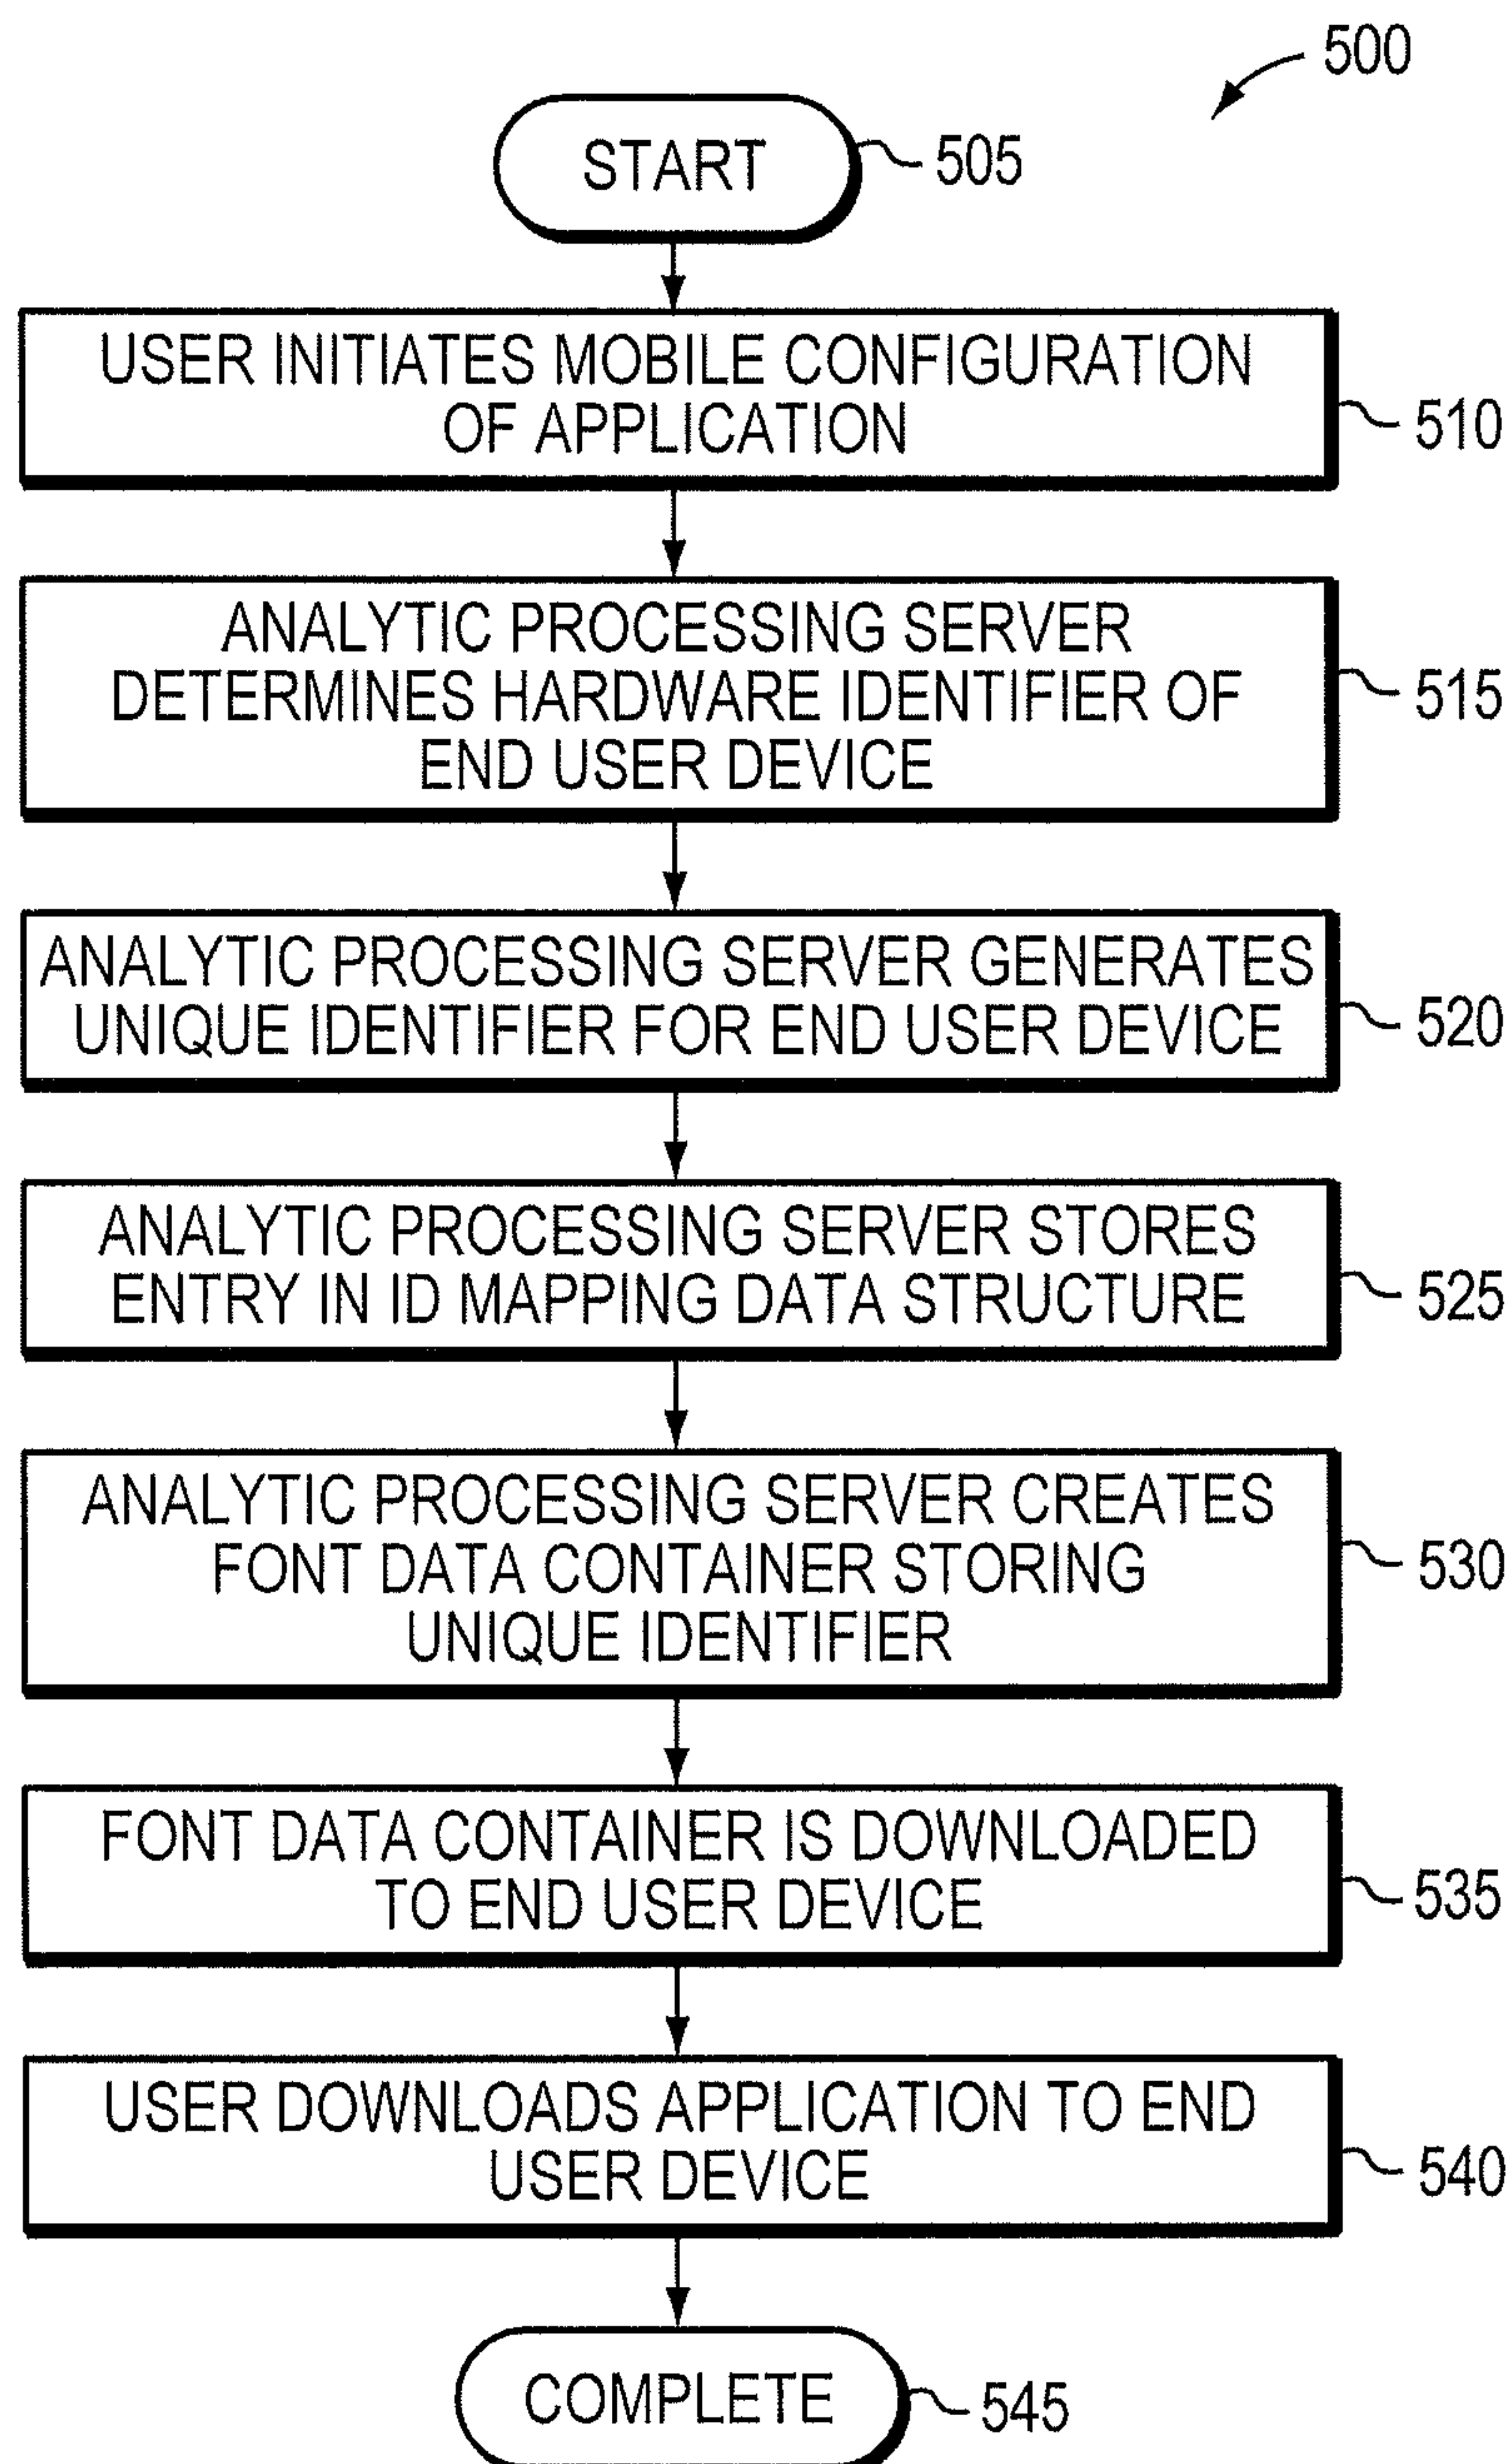 500
START
505
USER INITIATES MOBILE CONFIGURATION
OF APPLICATION
510
ANALYTIC PROCESSING SERVER
DETERMINES HARDWARE IDENTIFIER OF
END USER DEVICE
515
ANALYTIC PROCESSING SERVER GENERATES
UNIQUE IDENTIFIER FOR END USER DEVICE
520
ANALYTIC PROCESSING SERVER STORES
ENTRY IN ID MAPPING DATA STRUCTURE
525
ANALYTIC PROCESSING SERVER CREATES
FONT DATA CONTAINER STORING
UNIQUE IDENTIFIER
530
FONT DATA CONTAINER IS DOWNLOADED
TO END USER DEVICE
535
USER DOWNLOADS APPLICATION TO END
USER DEVICE
540
COMPLETE
545